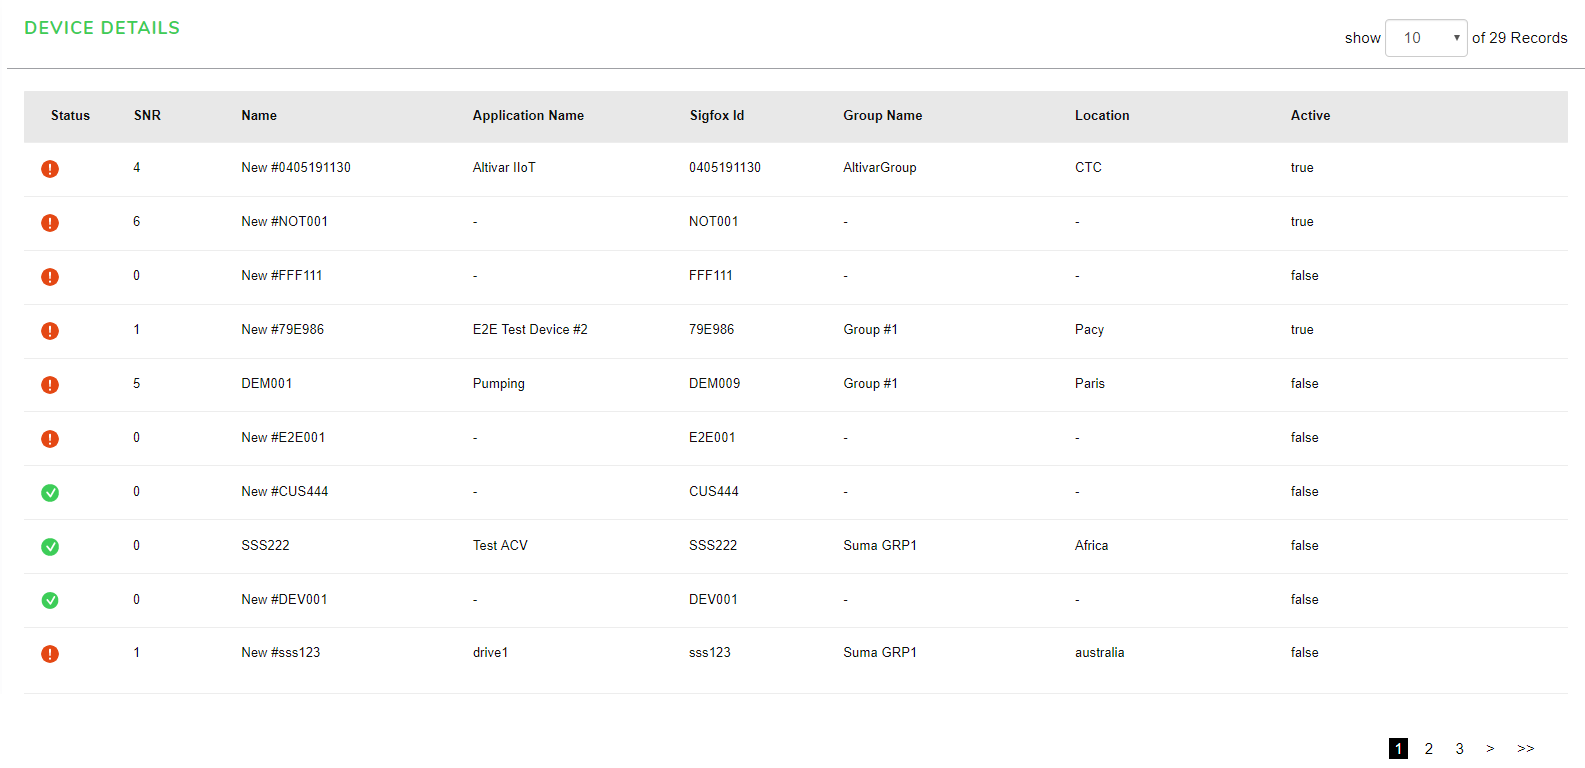 DEVICE DETAILS
show 10 of 29 Records
Status SNR Name Application Name Sigfox Id Group Name Location Active
4 New #0405191130 Altivar IIoT 0405191130 AltivarGroup CTC true
6 New #NOT001 - NOT001 - - true
0 New #FFF111 - FFF111 - - false
1 New #79E986 E2E Test Device #2 79E986 Group #1 Pacy true
5 DEM001 Pumping DEM009 Group #1 Paris false
0 New #E2E001 - E2E001 - - false
0 New #CUS444 - CUS444 - - false
0 SSS222 Test ACV SSS222 Suma GRP1 Africa false
0 New #DEV001 - DEV001 - - false
1 New #sss123 drive1 sss123 Suma GRP1 australia false
1 2 3 > >>